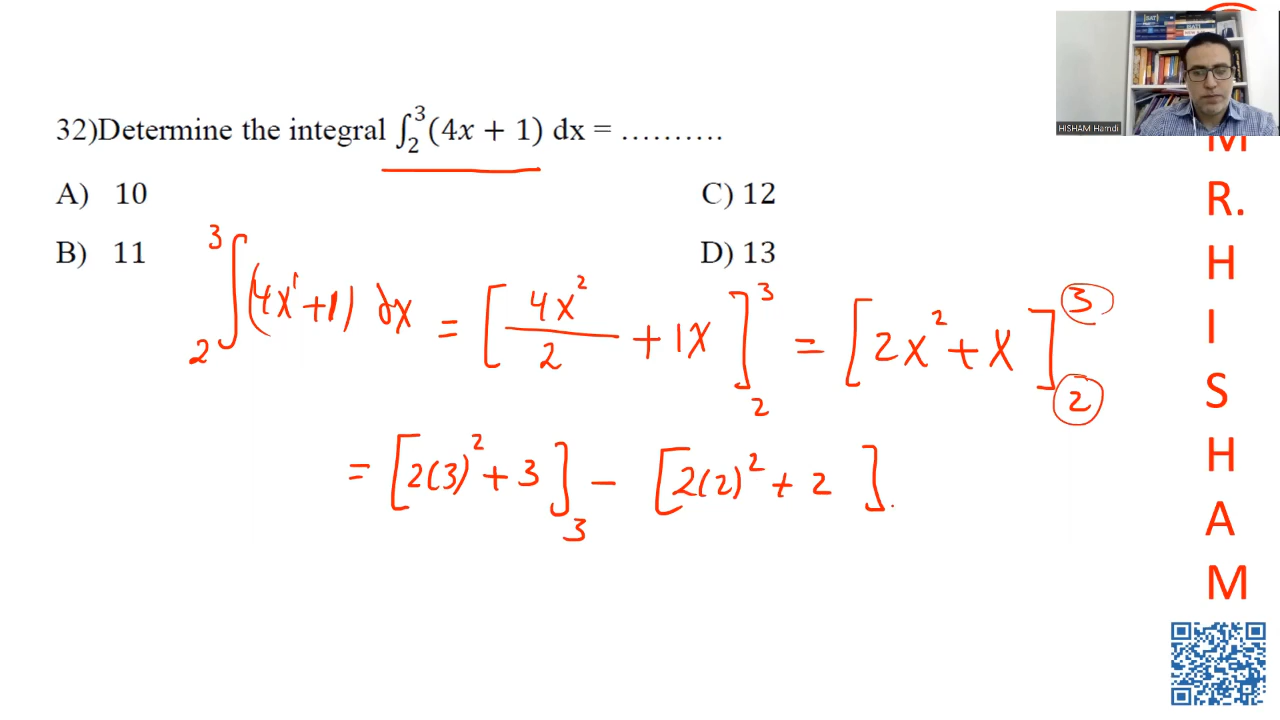 32)Determine the integral ∫₂³(4x + 1) dx = ……….
A) 10
C) 12
B) 11
D) 13
∫₂³ (4x¹+1) dx = [4x²/2 + 1x]₂³ = [2x² + x]₂³
= [2(3)² + 3]₃ − [2(2)² + 2]
HISHAM Hamdi
MR.
H
I
S
H
A
M